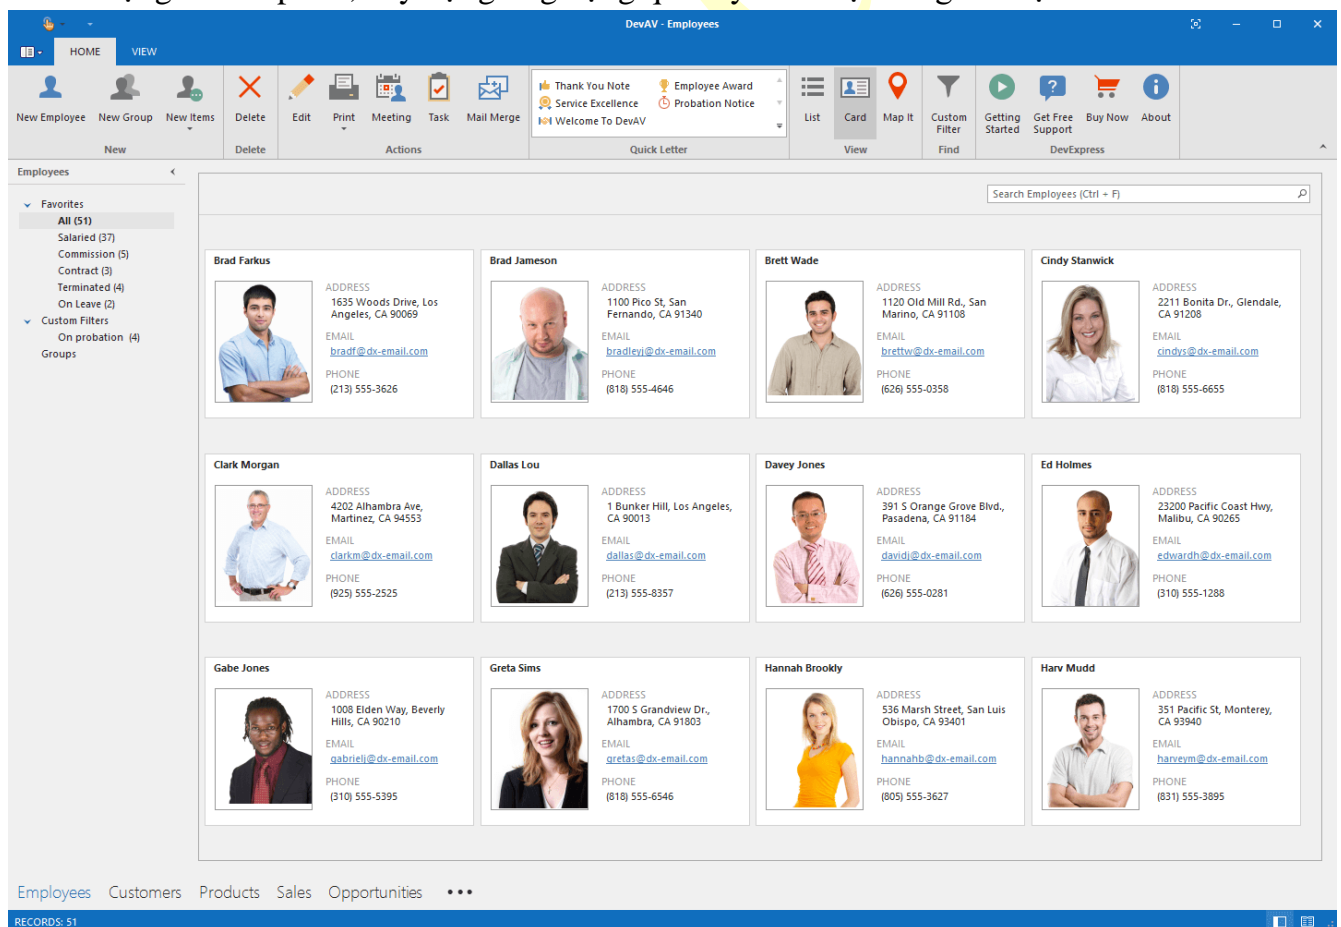 DevAV - Employees
HOME VIEW
New Employee New Group New Items
Delete
Edit Print Meeting Task Mail Merge
Thank You Note Employee Award
Service Excellence Probation Notice
Welcome To DevAV
List Card Map It Custom Filter
Getting Started Get Free Support Buy Now About
New Delete Actions Quick Letter View Find DevExpress
Employees
Search Employees (Ctrl + F)
Favorites
All (51)
Salaried (37)
Commission (5)
Contract (3)
Terminated (4)
On Leave (2)
Custom Filters
On probation (4)
Groups
Brad Farkus
ADDRESS
1635 Woods Drive, Los
Angeles, CA 90069
EMAIL
bradf@dx-email.com
PHONE
(213) 555-3626
Brad Jameson
ADDRESS
1100 Pico St, San
Fernando, CA 91340
EMAIL
bradleyj@dx-email.com
PHONE
(818) 555-4646
Brett Wade
ADDRESS
1120 Old Mill Rd., San
Marino, CA 91108
EMAIL
brettw@dx-email.com
PHONE
(626) 555-0358
Cindy Stanwick
ADDRESS
2211 Bonita Dr., Glendale,
CA 91208
EMAIL
cindys@dx-email.com
PHONE
(818) 555-6655
Clark Morgan
ADDRESS
4202 Alhambra Ave,
Martinez, CA 94553
EMAIL
clarkm@dx-email.com
PHONE
(925) 555-2525
Dallas Lou
ADDRESS
1 Bunker Hill, Los Angeles,
CA 90013
EMAIL
dallas@dx-email.com
PHONE
(213) 555-8357
Davey Jones
ADDRESS
391 S Orange Grove Blvd.,
Pasadena, CA 91184
EMAIL
davidj@dx-email.com
PHONE
(626) 555-0281
Ed Holmes
ADDRESS
23200 Pacific Coast Hwy,
Malibu, CA 90265
EMAIL
edwardh@dx-email.com
PHONE
(310) 555-1288
Gabe Jones
ADDRESS
1008 Elden Way, Beverly
Hills, CA 90210
EMAIL
gabrielj@dx-email.com
PHONE
(310) 555-5395
Greta Sims
ADDRESS
1700 S Grandview Dr.,
Alhambra, CA 91803
EMAIL
gretas@dx-email.com
PHONE
(818) 555-6546
Hannah Brookly
ADDRESS
536 Marsh Street, San Luis
Obispo, CA 93401
EMAIL
hannahb@dx-email.com
PHONE
(805) 555-3627
Harv Mudd
ADDRESS
351 Pacific St, Monterey,
CA 93940
EMAIL
harveym@dx-email.com
PHONE
(831) 555-3895
Employees Customers Products Sales Opportunities •••
RECORDS: 51